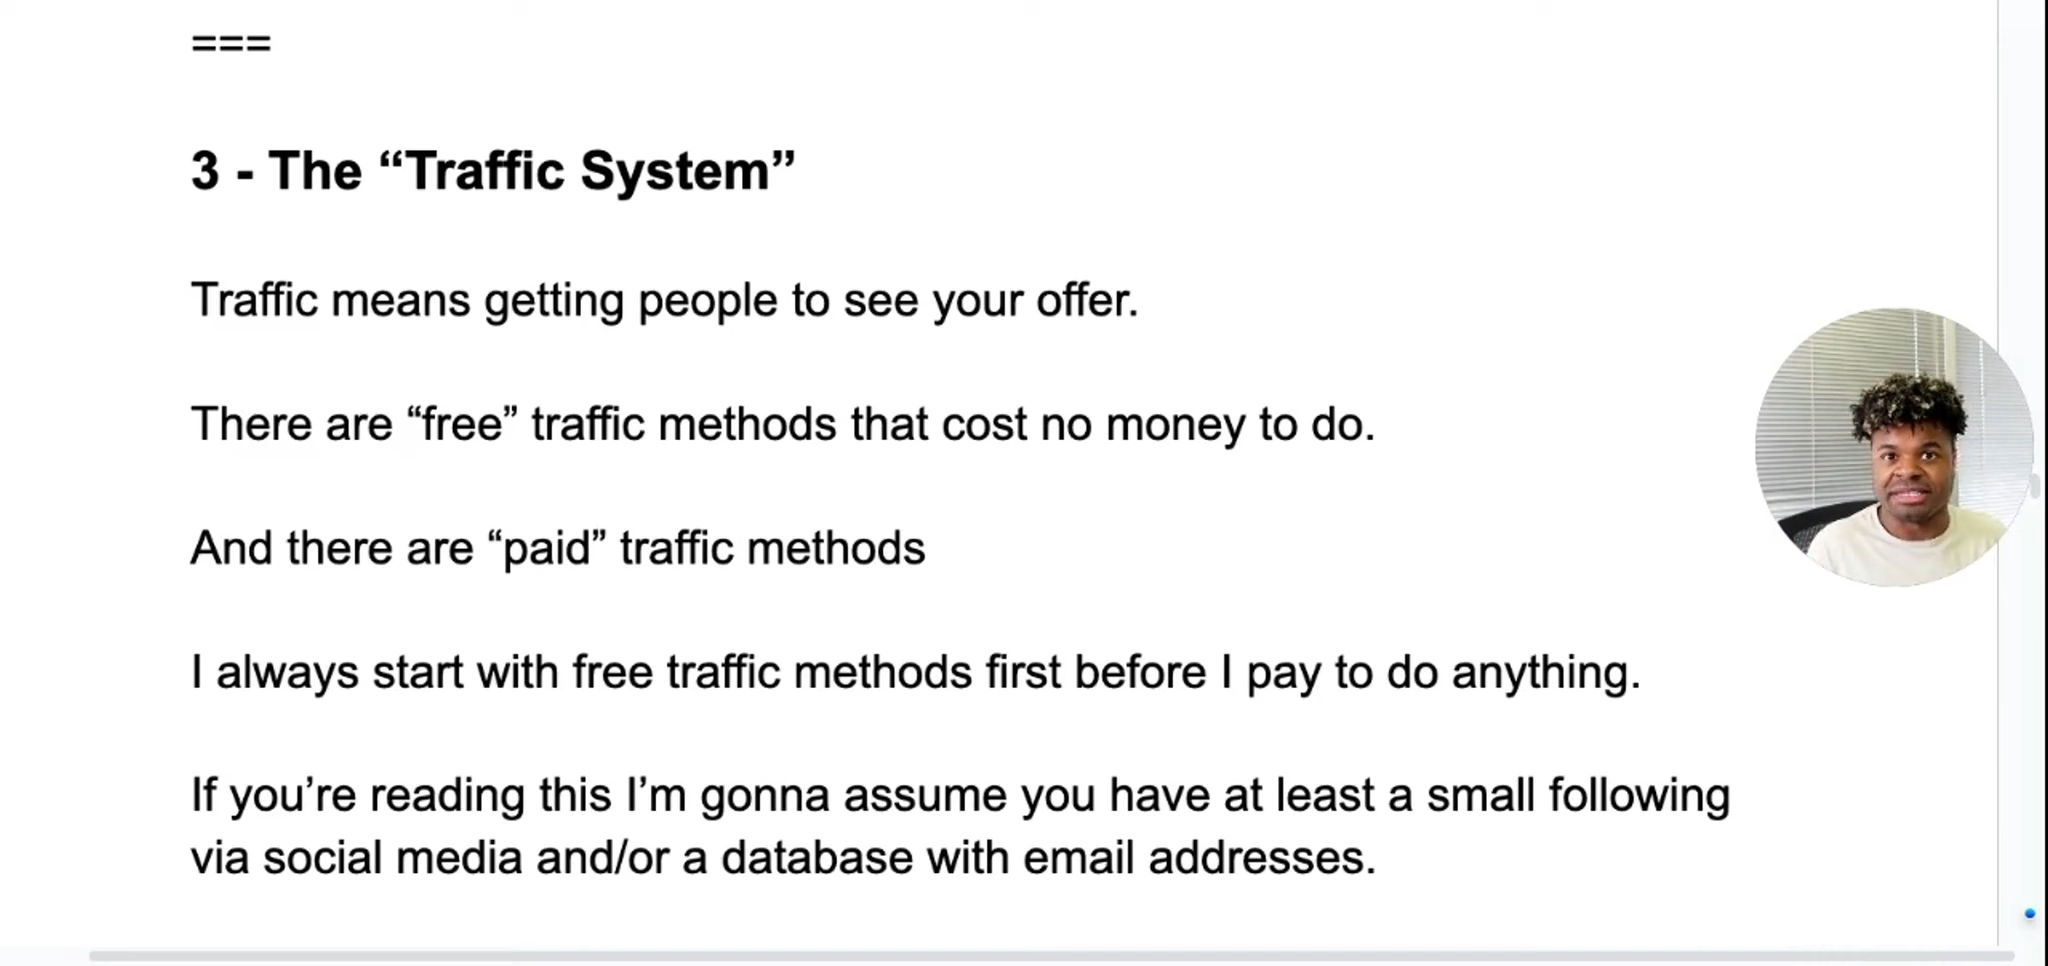 ===
3 - The “Traffic System”
Traffic means getting people to see your offer.
There are “free” traffic methods that cost no money to do.
And there are “paid” traffic methods
I always start with free traffic methods first before I pay to do anything.
If you’re reading this I’m gonna assume you have at least a small following
via social media and/or a database with email addresses.